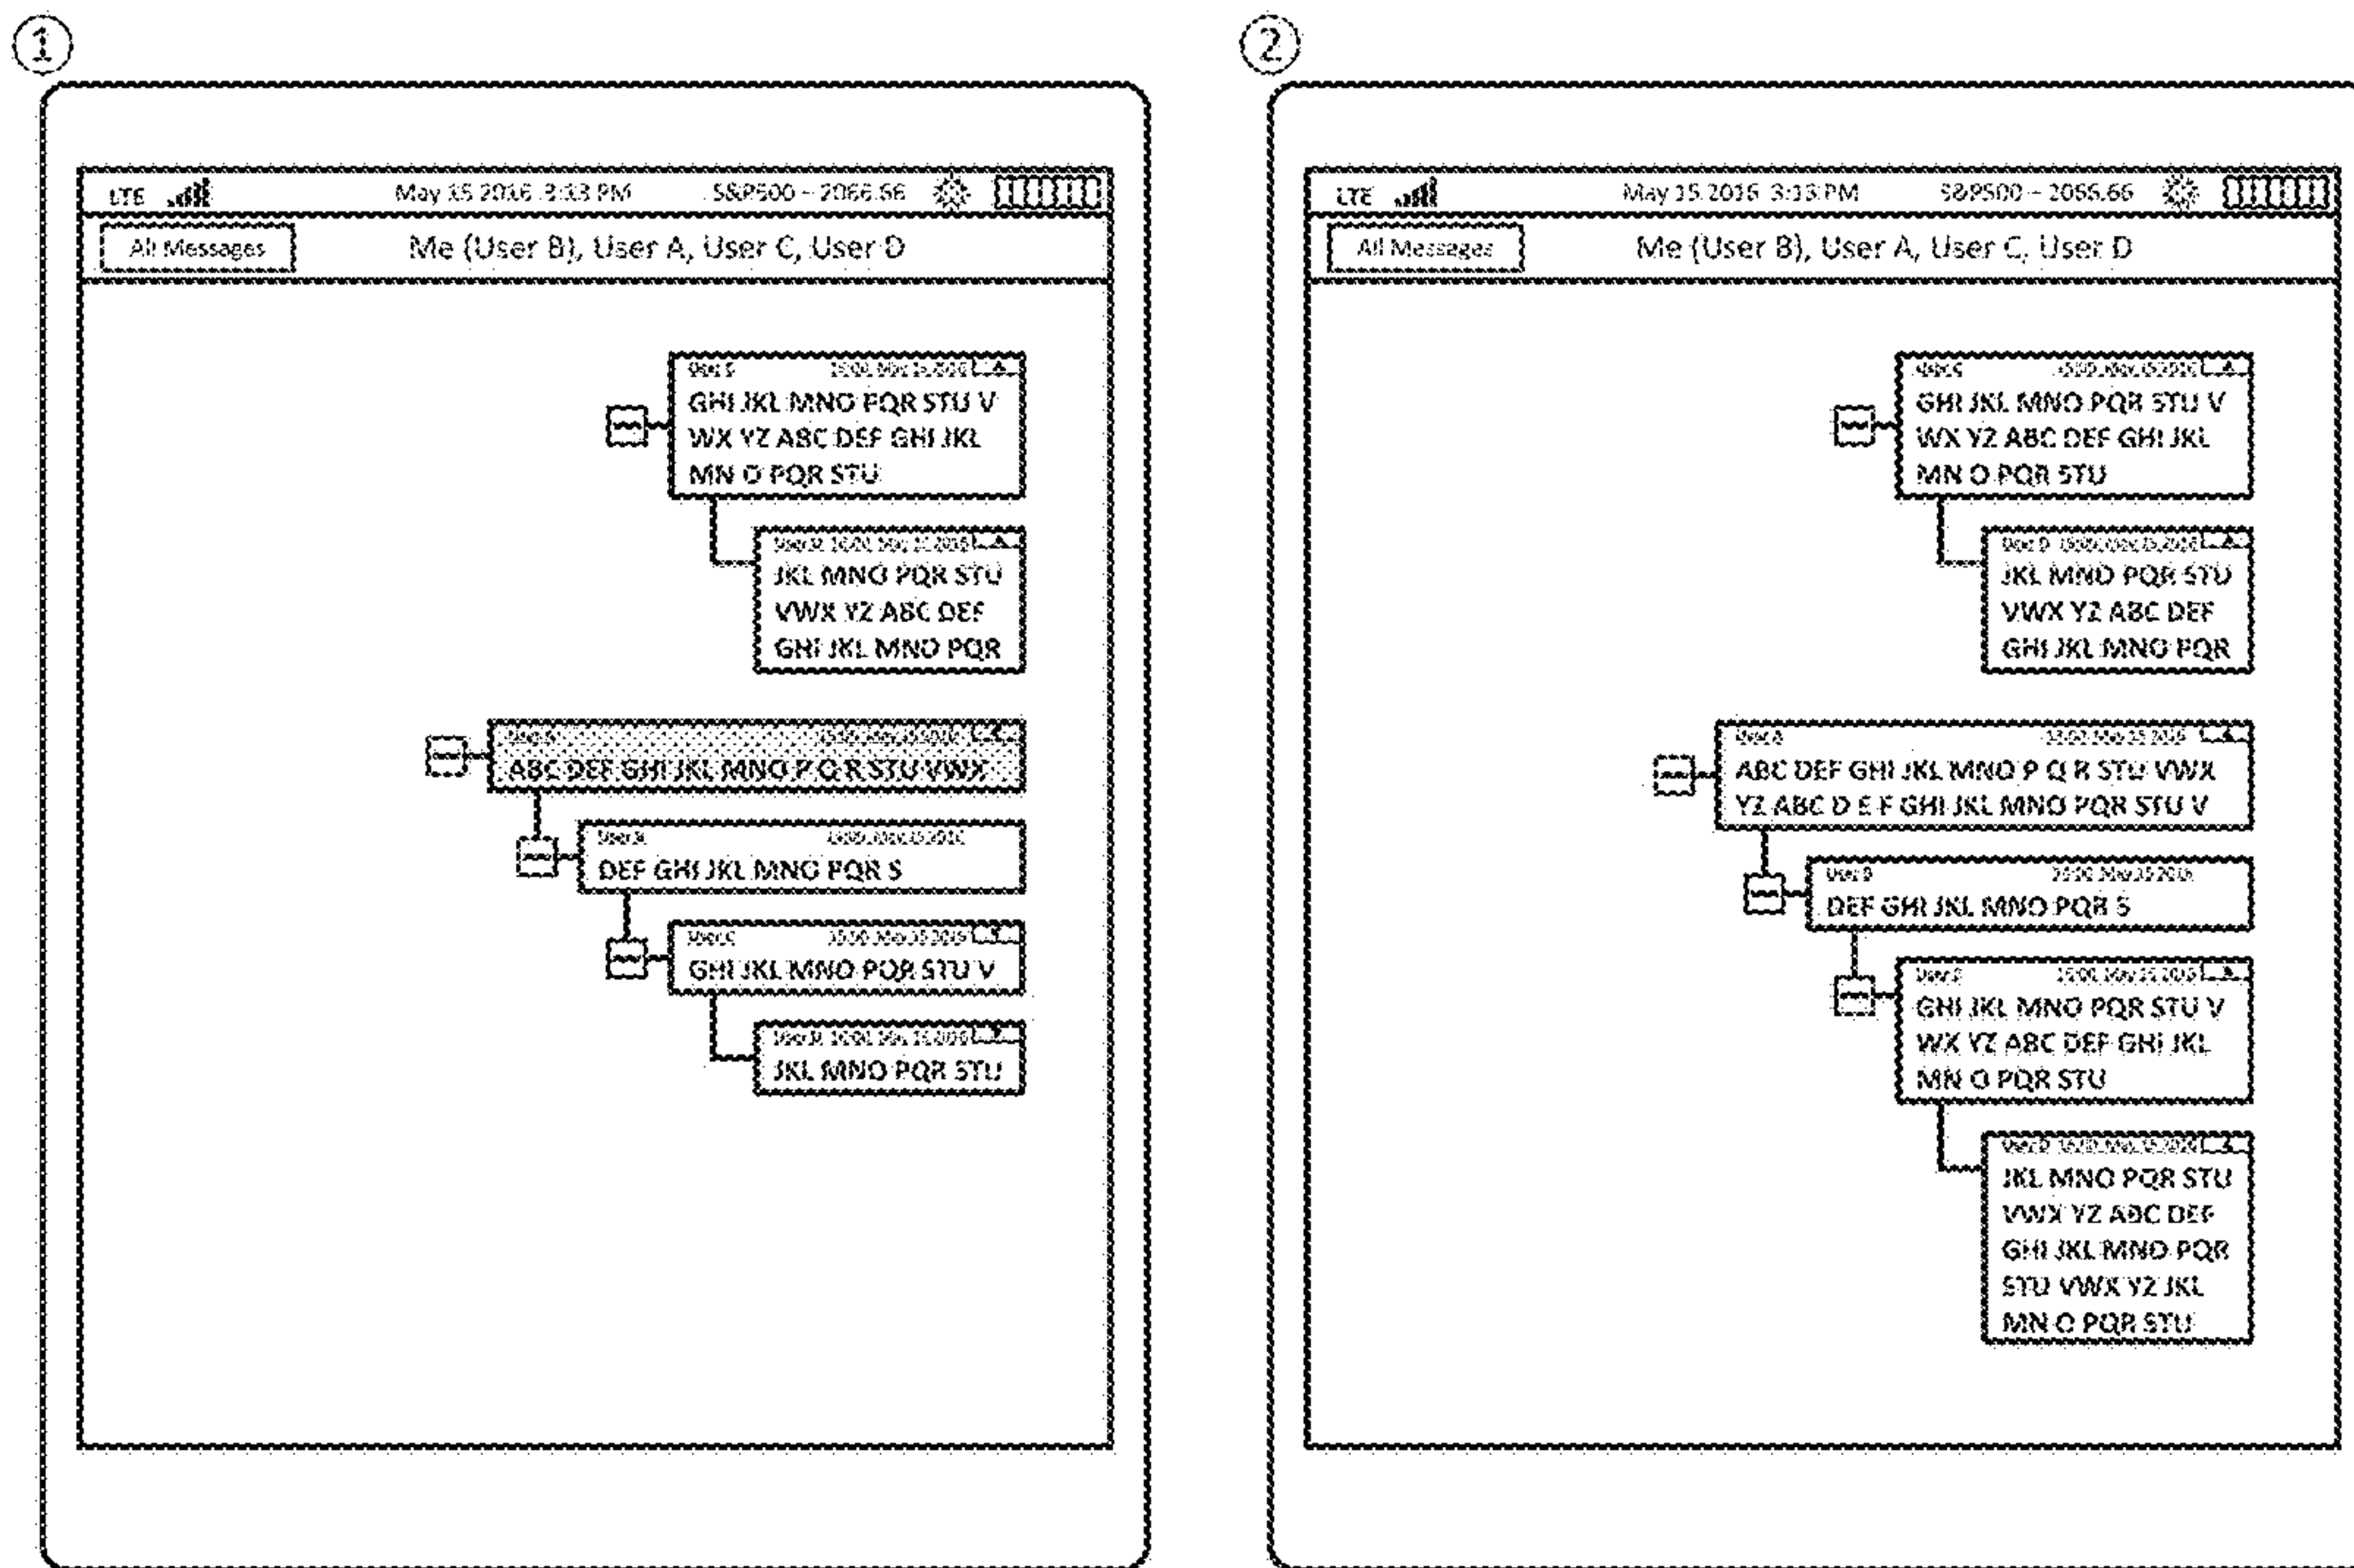 1
LTE May 15 2016 3:13 PM S&P500 – 2066.66
All Messages Me (User B), User A, User C, User D
GHI JKL MNO PQR STU V
WX YZ ABC DEF GHI JKL
MN O PQR STU
JKL MNO PQR STU
VWX YZ ABC DEF
GHI JKL MNO PQR
ABC DEF GHI JKL MNO P Q R STU VWX
DEF GHI JKL MNO PQR S
User C
GHI JKL MNO PQR STU V
JKL MNO PQR STU
2
LTE May 15 2016 3:13 PM S&P500 – 2066.66
All Messages Me (User B), User A, User C, User D
GHI JKL MNO PQR STU V
WX YZ ABC DEF GHI JKL
MN O PQR STU
User D
JKL MNO PQR STU
VWX YZ ABC DEF
GHI JKL MNO PQR
User A
ABC DEF GHI JKL MNO P Q R STU VWX
YZ ABC D E F GHI JKL MNO PQR STU V
DEF GHI JKL MNO PQR S
GHI JKL MNO PQR STU V
WX YZ ABC DEF GHI JKL
MN O PQR STU
User D
JKL MNO PQR STU
VWX YZ ABC DEF
GHI JKL MNO PQR
STU VWX YZ JKL
MN O PQR STU